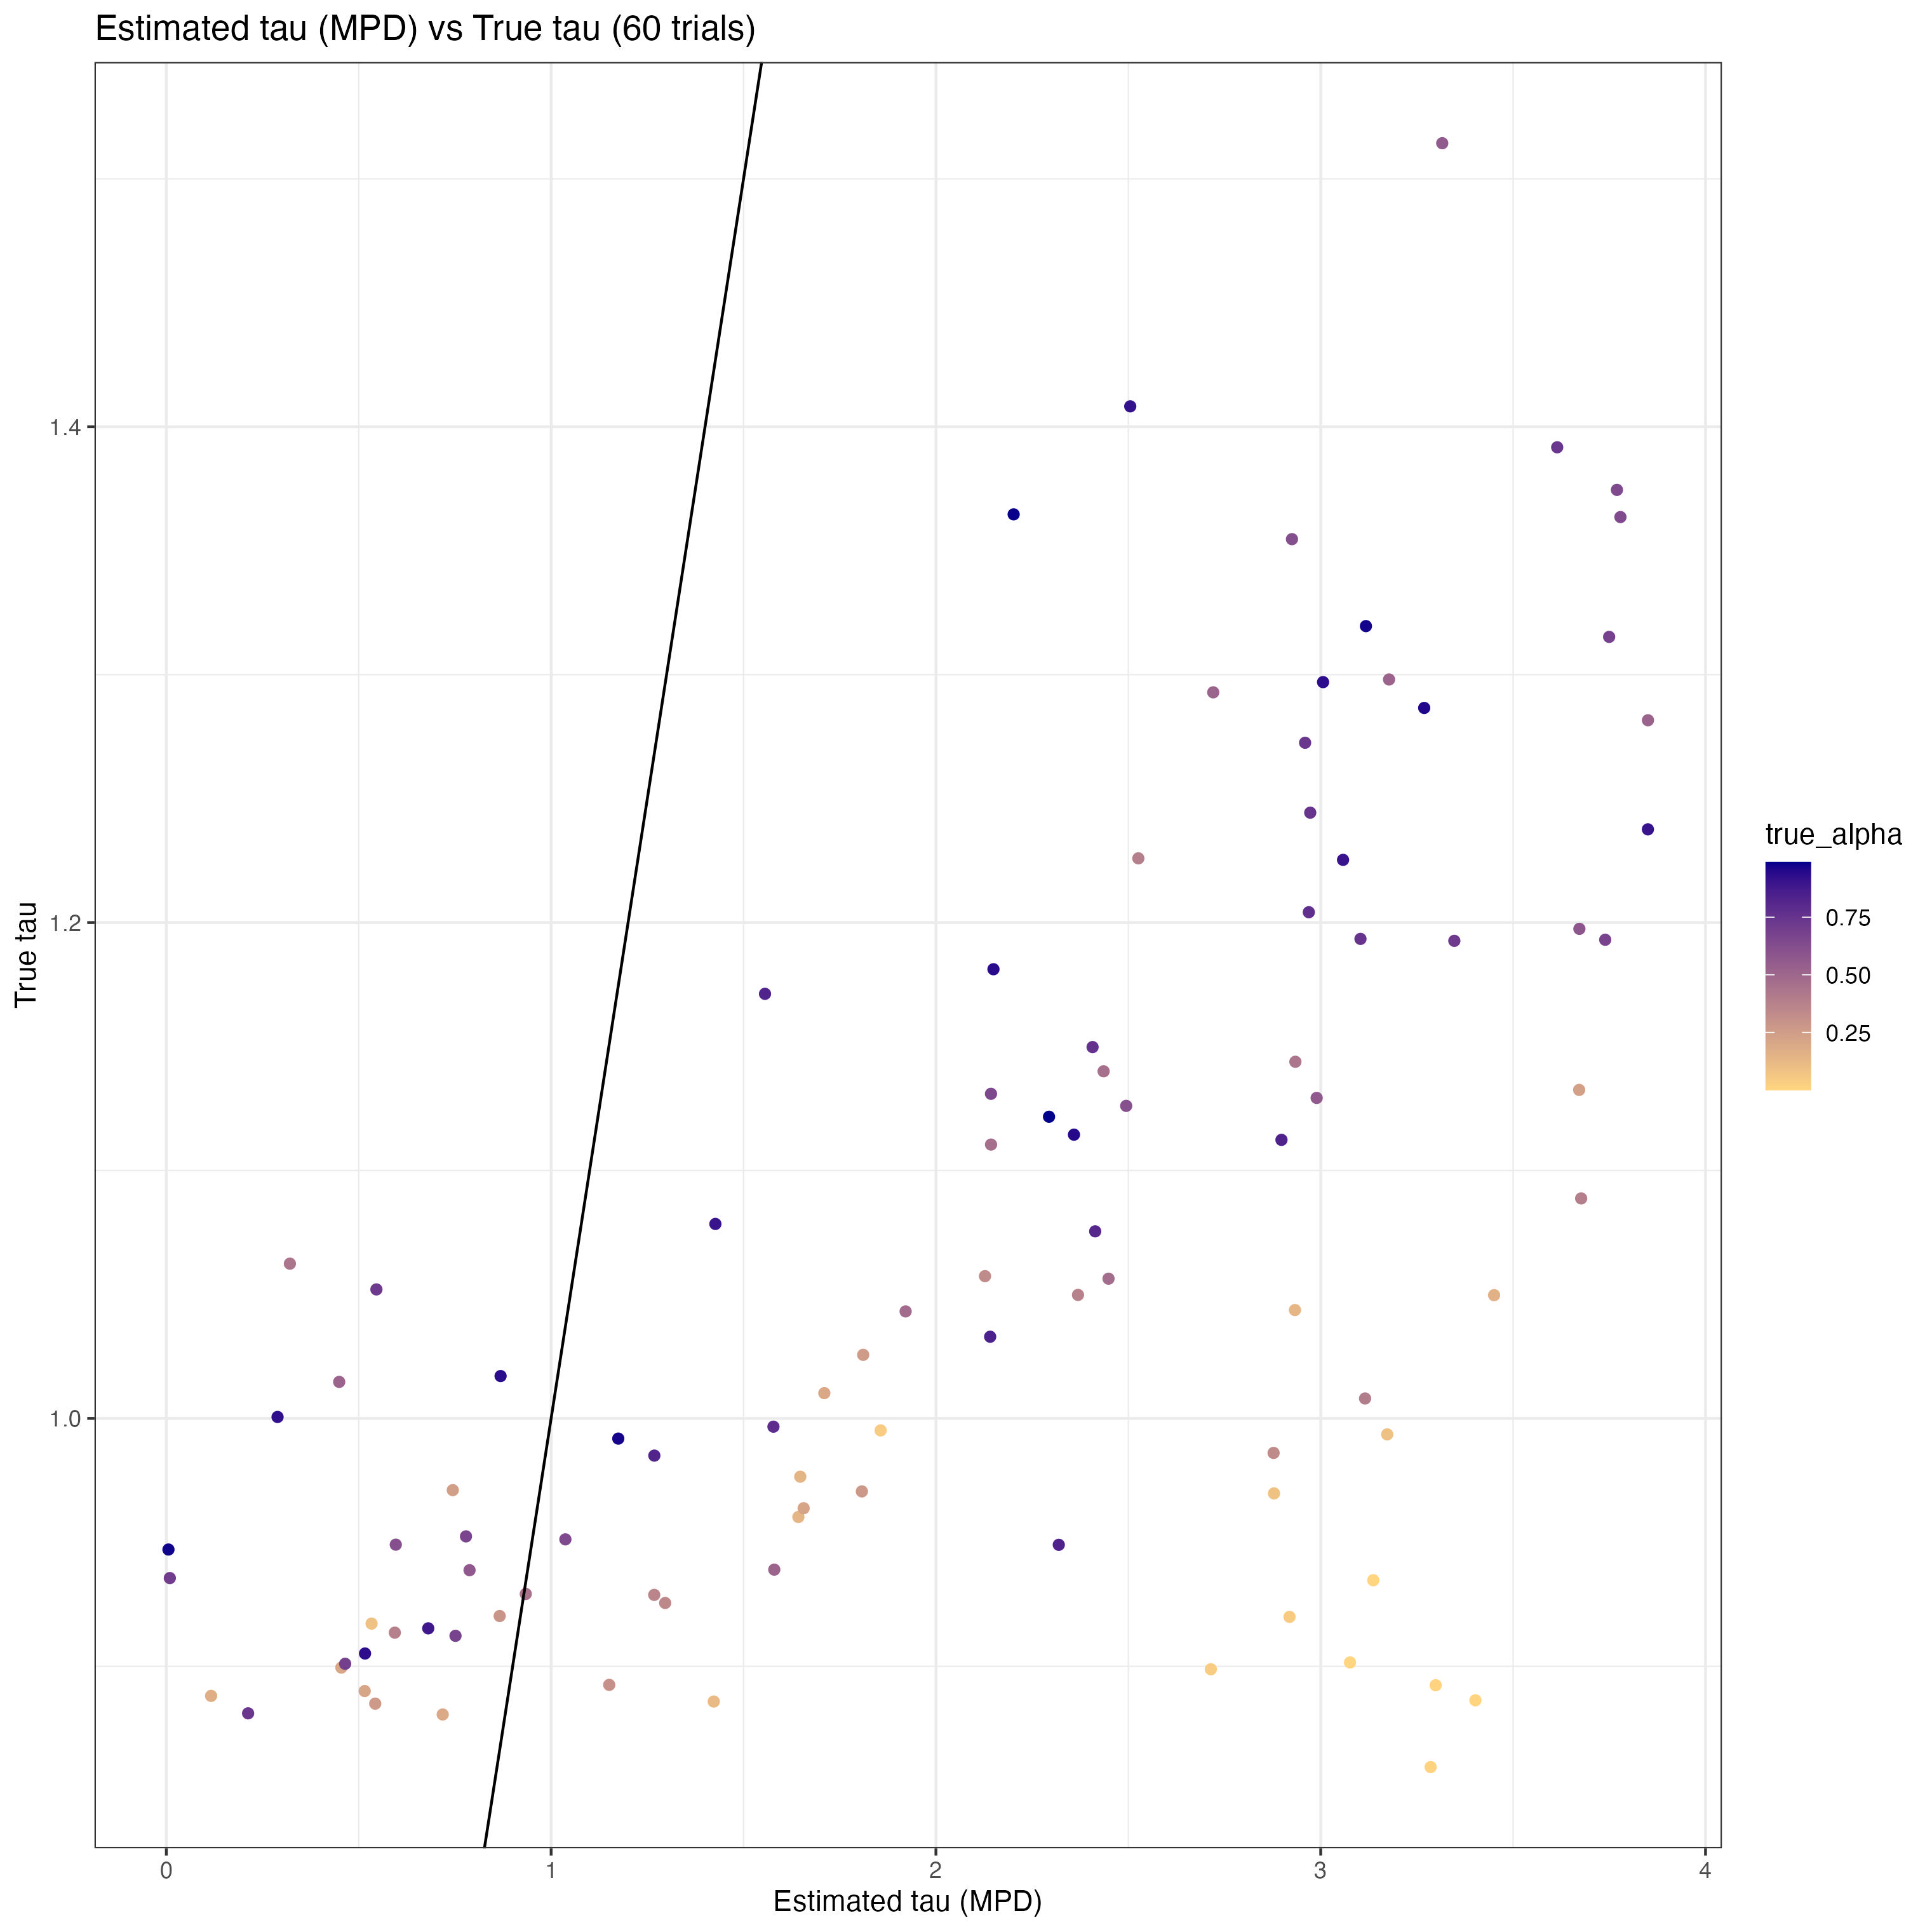 Estimated tau (MPD) vs True tau (60 trials)
1.4
1.2
1.0
True tau
0
1
2
3
4
Estimated tau (MPD)
true_alpha
0.75
0.50
0.25